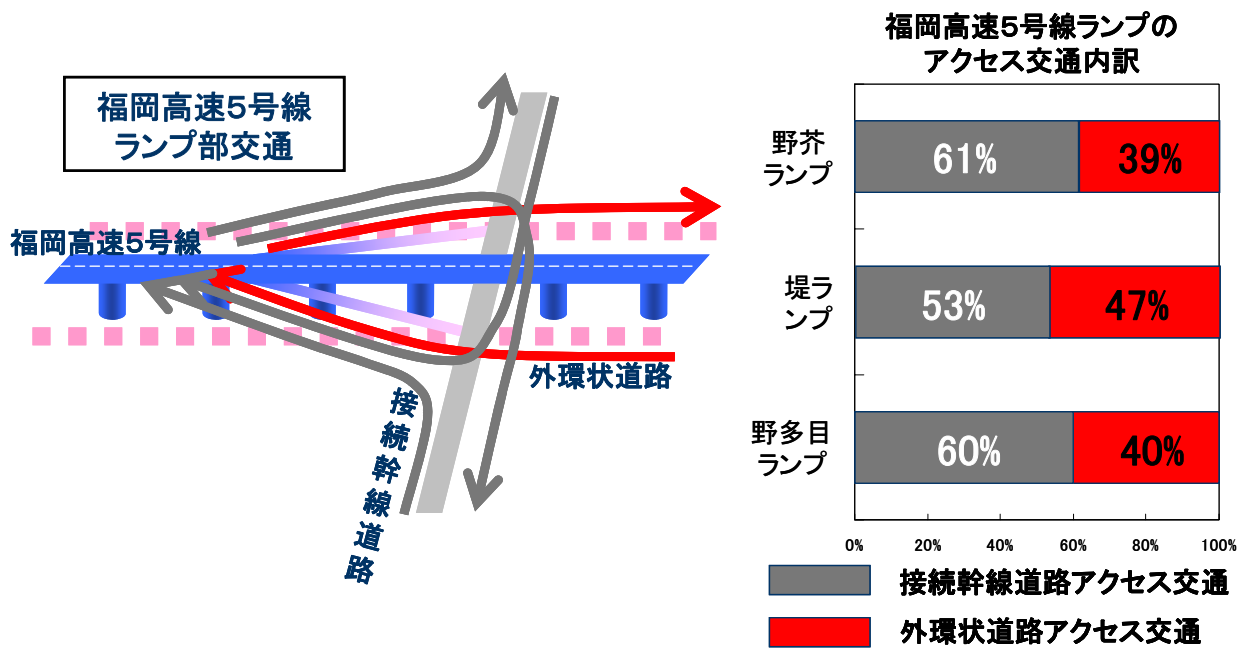 福岡高速5号線
ランプ部交通
福岡高速5号線
外環状道路
接続幹線道路
福岡高速5号線ランプの
アクセス交通内訳
野芥
ランプ
61%
39%
堤ラ
ンプ
53%
47%
野多目
ランプ
60%
40%
0%
20%
40%
60%
80%
100%
接続幹線道路アクセス交通
外環状道路アクセス交通